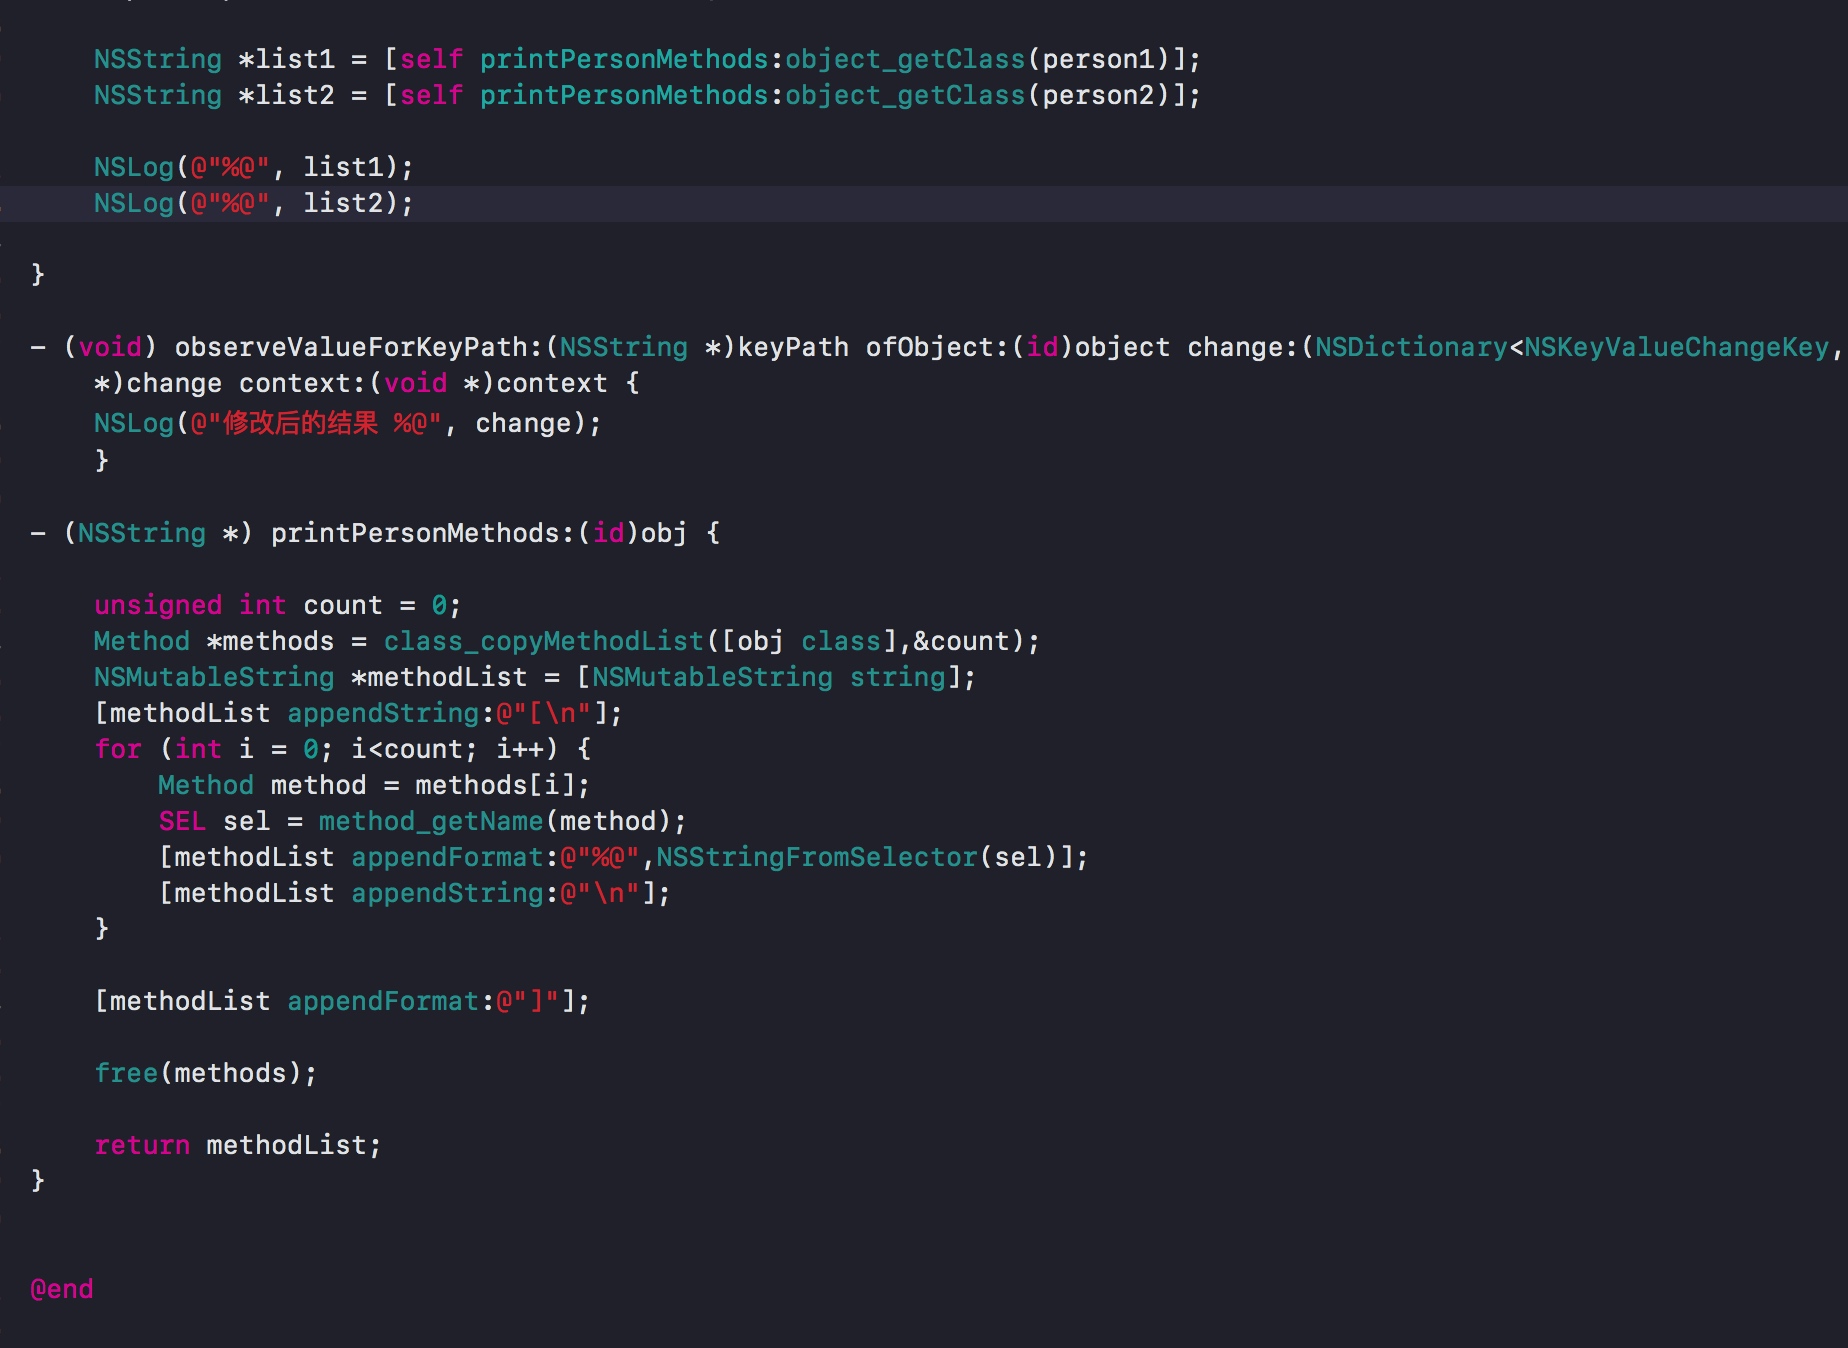 NSString *list1 = [self printPersonMethods:object_getClass(person1)];
NSString *list2 = [self printPersonMethods:object_getClass(person2)];
NSLog(@"%@", list1);
NSLog(@"%@", list2);
}
- (void) observeValueForKeyPath:(NSString *)keyPath ofObject:(id)object change:(NSDictionary<NSKeyValueChangeKey,
*)change context:(void *)context {
NSLog(@"修改后的结果 %@", change);
}
- (NSString *) printPersonMethods:(id)obj {
unsigned int count = 0;
Method *methods = class_copyMethodList([obj class],&count);
NSMutableString *methodList = [NSMutableString string];
[methodList appendString:@"[\n"];
for (int i = 0; i<count; i++) {
Method method = methods[i];
SEL sel = method_getName(method);
[methodList appendFormat:@"%@",NSStringFromSelector(sel)];
[methodList appendString:@"\n"];
}
[methodList appendFormat:@"]"];
free(methods);
return methodList;
}
@end